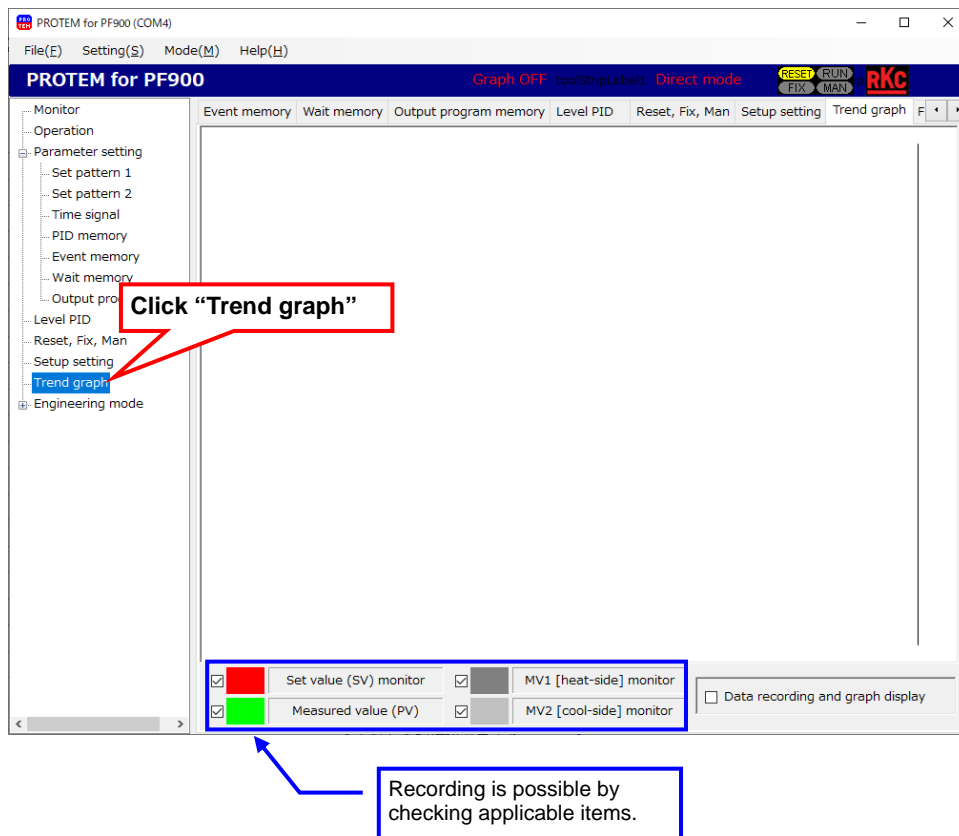 PROTEM for PF900 (COM4)
File(F) Setting(S) Mode(M) Help(H)
PROTEM for PF900
Graph OFF toolStripLabel1 Direct mode
RESET RUN
FIX MAN
RKC
Monitor
Operation
Parameter setting
Set pattern 1
Set pattern 2
Time signal
PID memory
Event memory
Wait memory
Output pro
Level PID
Reset, Fix, Man
Setup setting
Trend graph
Engineering mode
Event memory Wait memory Output program memory Level PID Reset, Fix, Man Setup setting Trend graph F
Click “Trend graph”
Set value (SV) monitor MV1 [heat-side] monitor
Measured value (PV) MV2 [cool-side] monitor
Data recording and graph display
Recording is possible by
checking applicable items.